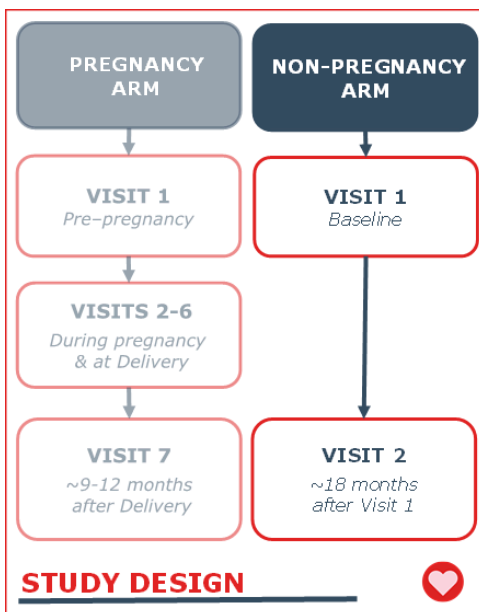 PREGNANCY
ARM
VISIT 1
Pre-pregnancy
VISITS 2-6
During pregnancy
& at Delivery
VISIT 7
~9-12 months
after Delivery
NON-PREGNANCY
ARM
VISIT 1
Baseline
VISIT 2
~18 months
after Visit 1
STUDY DESIGN